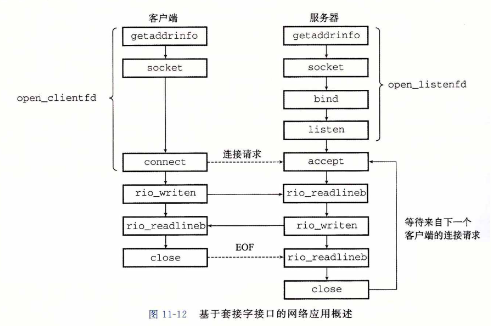 客户端
服务器
getaddrinfo
getaddrinfo
socket
socket
open_clientfd
open_listenfd
bind
listen
连接请求
connect
accept
rio_writen
rio_readlineb
等待来自下一个
客户端的连接请求
rio_readlineb
rio_writen
EOF
close
rio_readlineb
close
图 11-12 基于套接字接口的网络应用概述